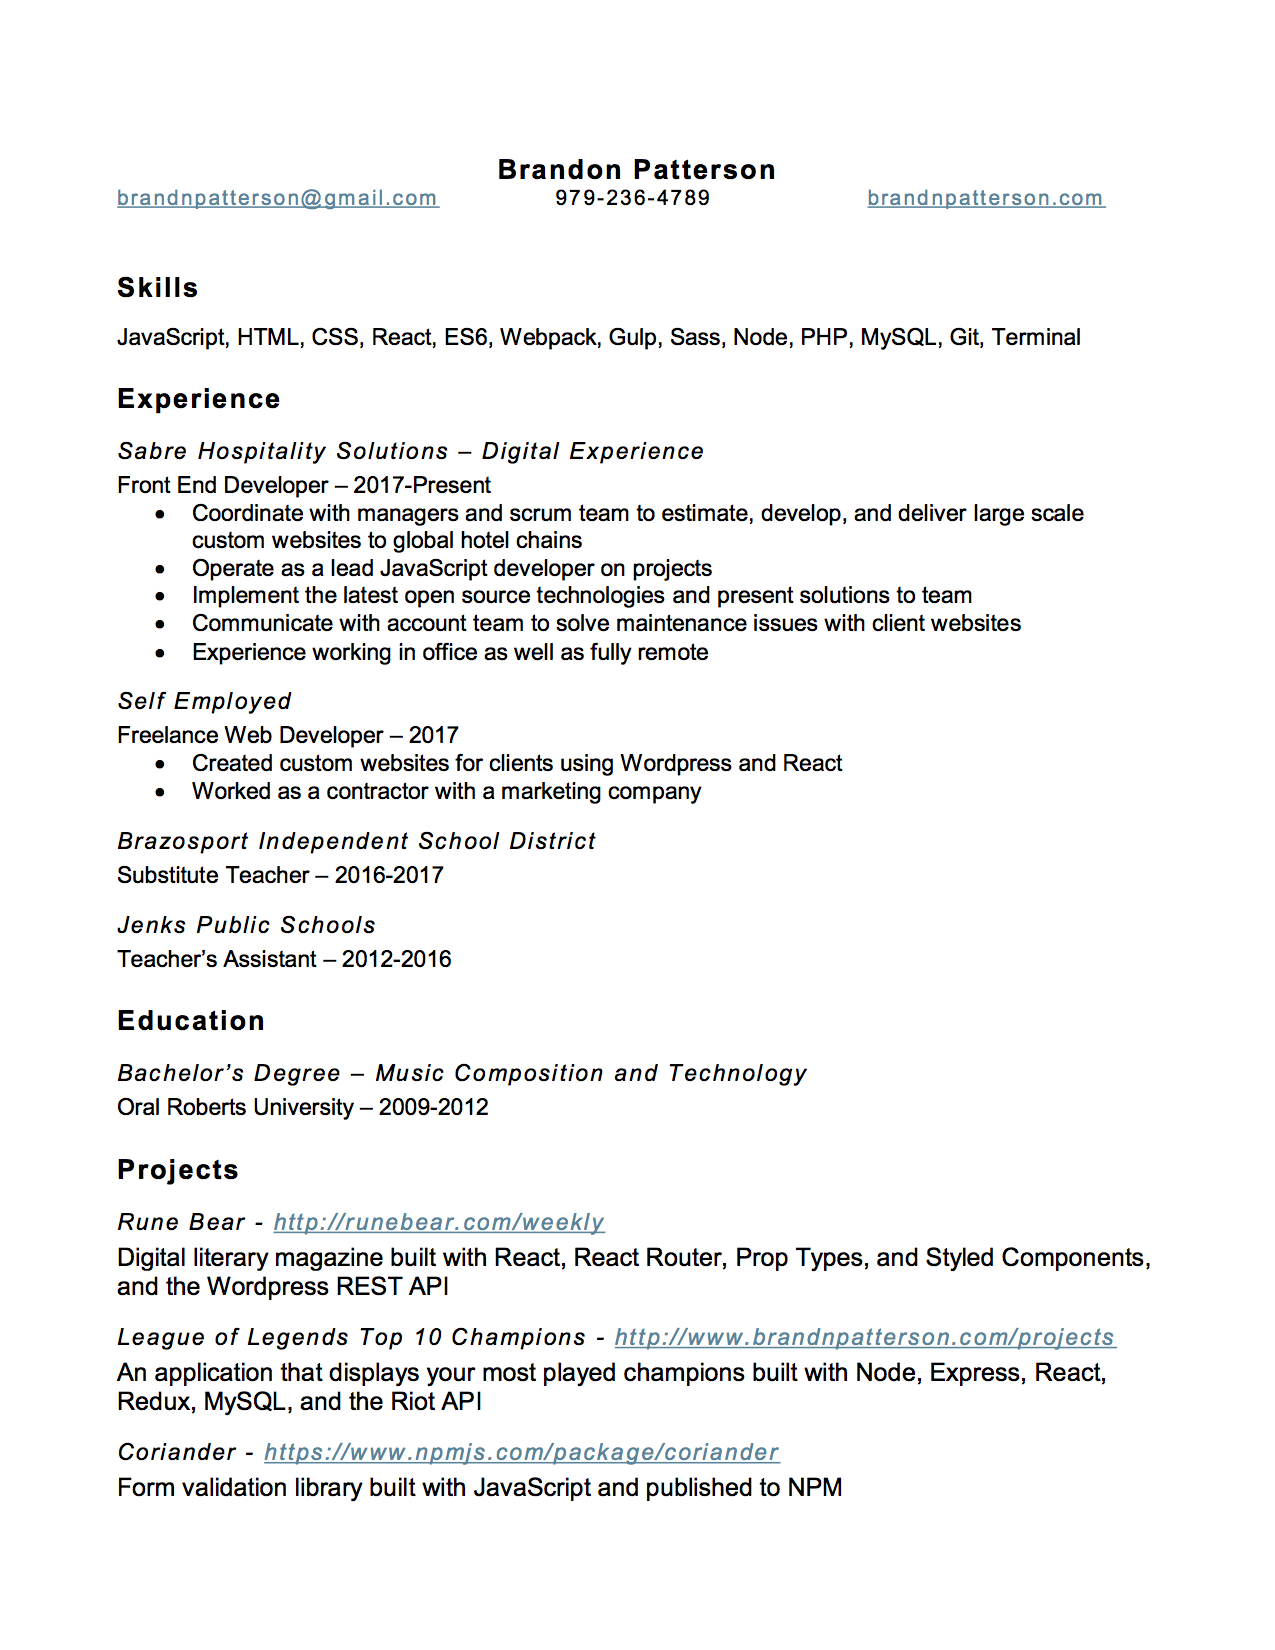 Brandon Patterson
brandnpatterson@gmail.com 979-236-4789 brandnpatterson.com
Skills
JavaScript, HTML, CSS, React, ES6, Webpack, Gulp, Sass, Node, PHP, MySQL, Git, Terminal
Experience
Sabre Hospitality Solutions – Digital Experience
Front End Developer – 2017-Present
• Coordinate with managers and scrum team to estimate, develop, and deliver large scale
custom websites to global hotel chains
• Operate as a lead JavaScript developer on projects
• Implement the latest open source technologies and present solutions to team
• Communicate with account team to solve maintenance issues with client websites
• Experience working in office as well as fully remote
Self Employed
Freelance Web Developer – 2017
• Created custom websites for clients using Wordpress and React
• Worked as a contractor with a marketing company
Brazosport Independent School District
Substitute Teacher – 2016-2017
Jenks Public Schools
Teacher’s Assistant – 2012-2016
Education
Bachelor’s Degree – Music Composition and Technology
Oral Roberts University – 2009-2012
Projects
Rune Bear - http://runebear.com/weekly
Digital literary magazine built with React, React Router, Prop Types, and Styled Components,
and the Wordpress REST API
League of Legends Top 10 Champions - http://www.brandnpatterson.com/projects
An application that displays your most played champions built with Node, Express, React,
Redux, MySQL, and the Riot API
Coriander - https://www.npmjs.com/package/coriander
Form validation library built with JavaScript and published to NPM